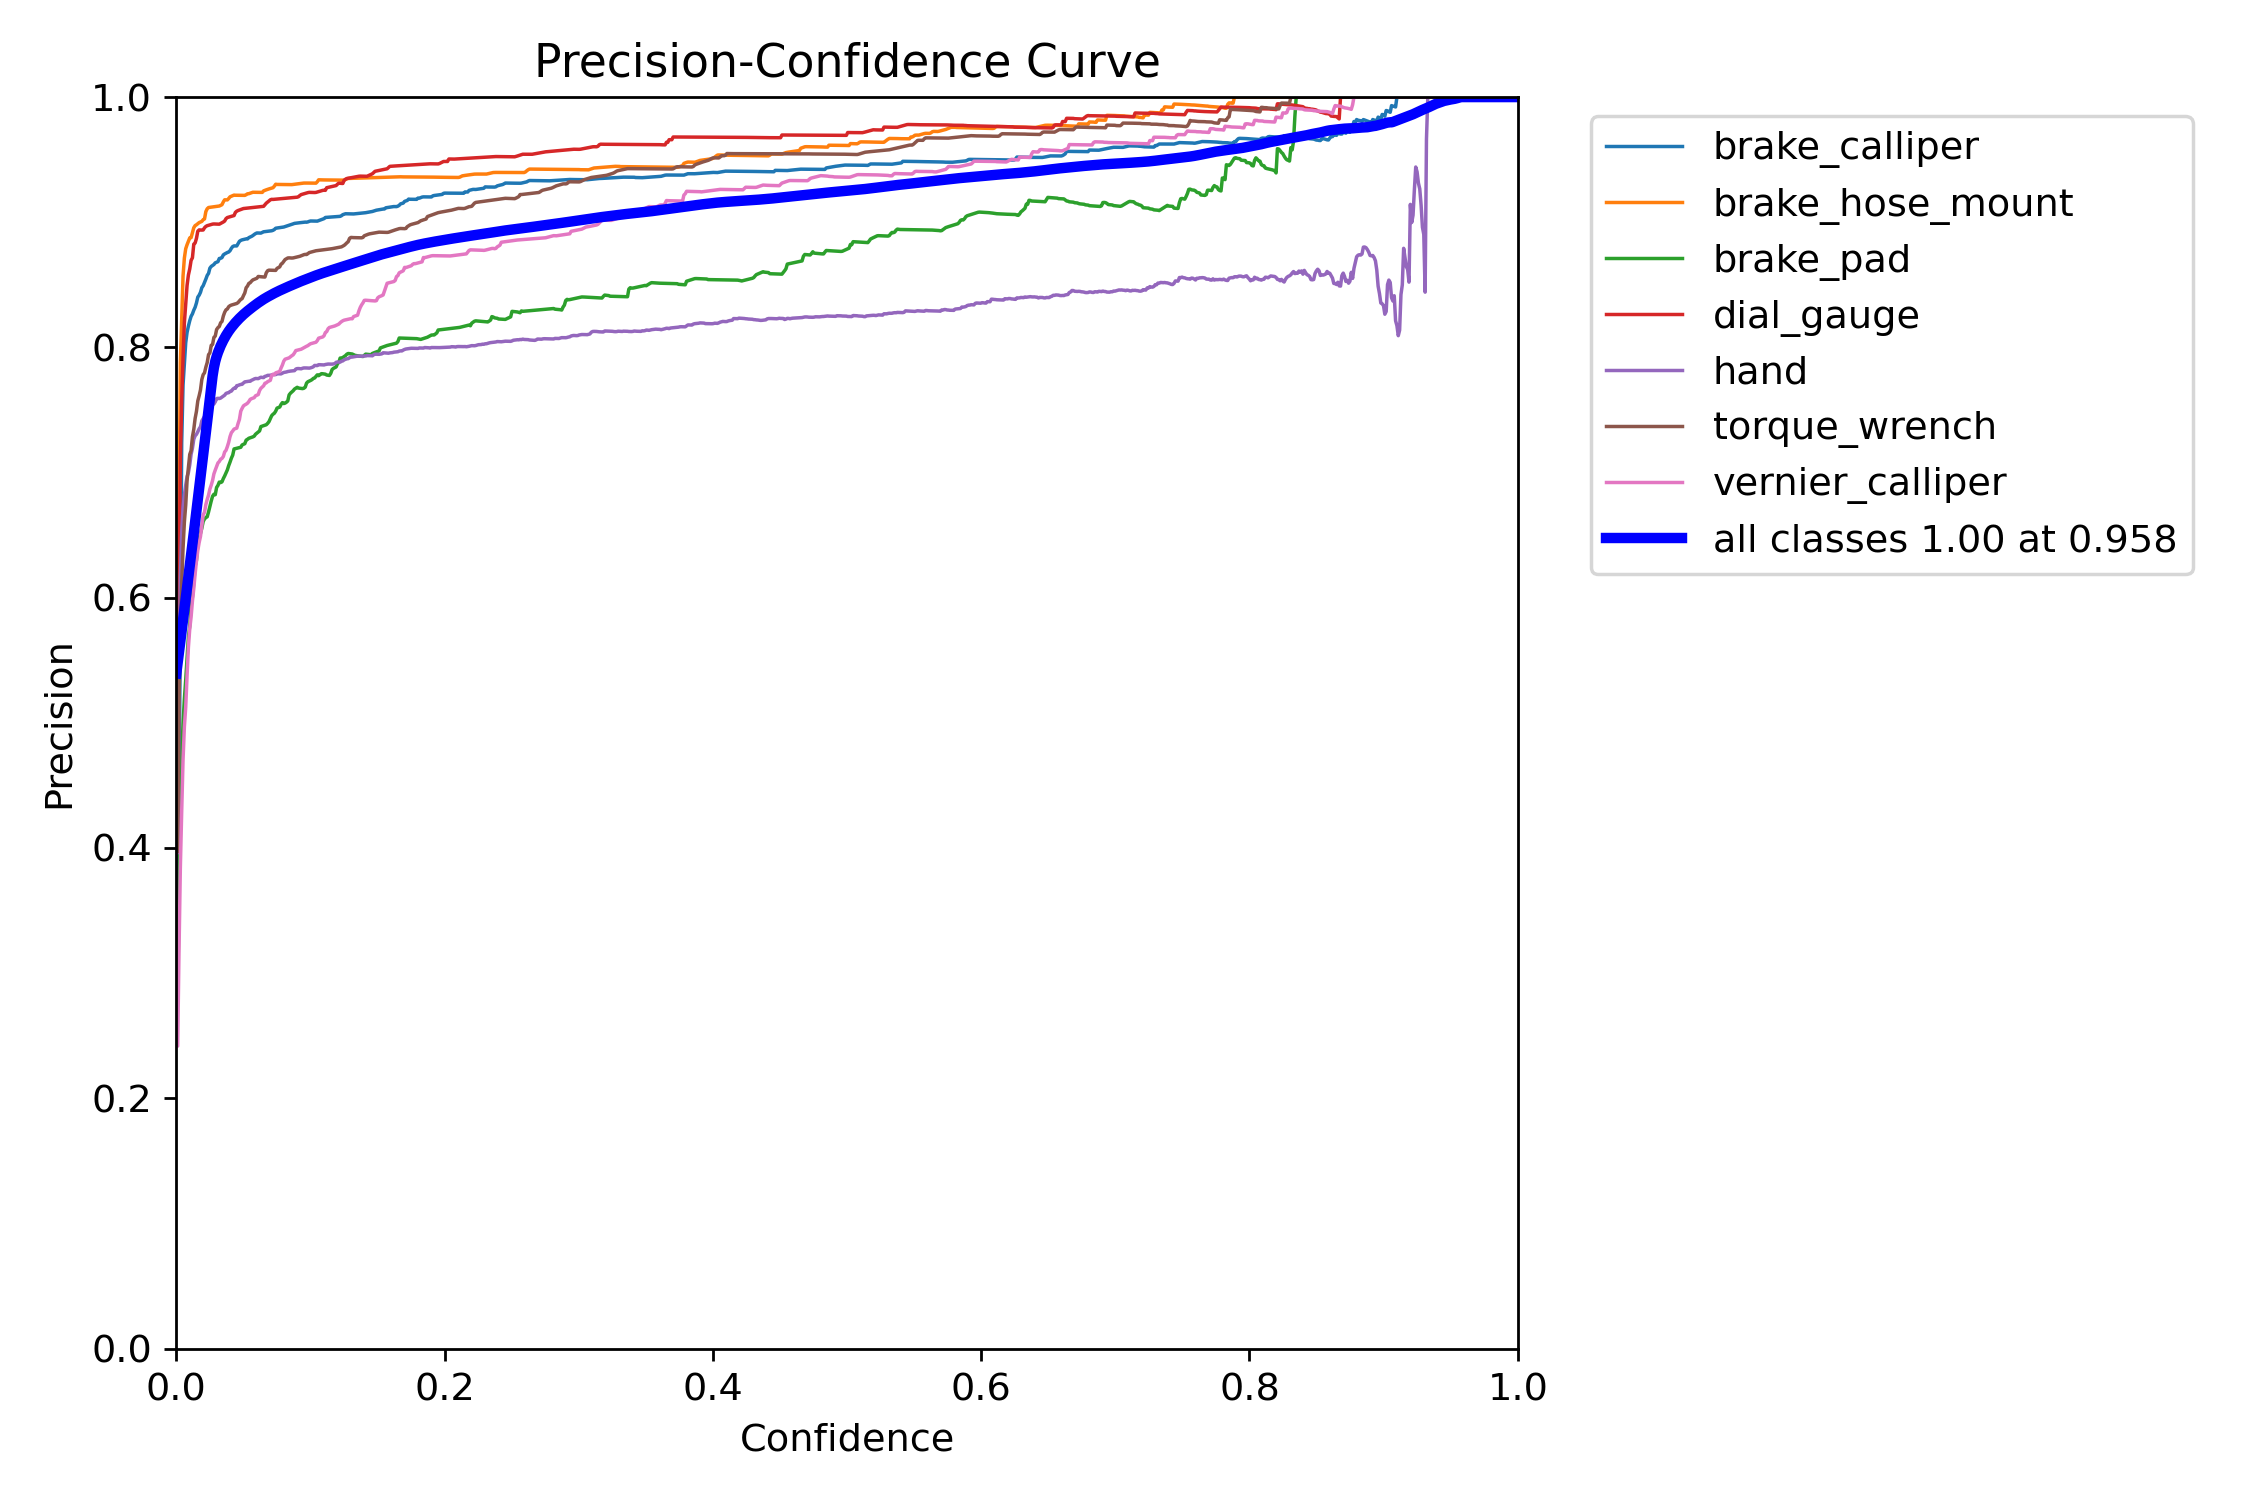 Precision-Confidence Curve
1.0
0.8
0.6
0.4
0.2
0.0
Precision
0.0 0.2 0.4 0.6 0.8 1.0
Confidence
brake_calliper
brake_hose_mount
brake_pad
dial_gauge
hand
torque_wrench
vernier_calliper
all classes 1.00 at 0.958